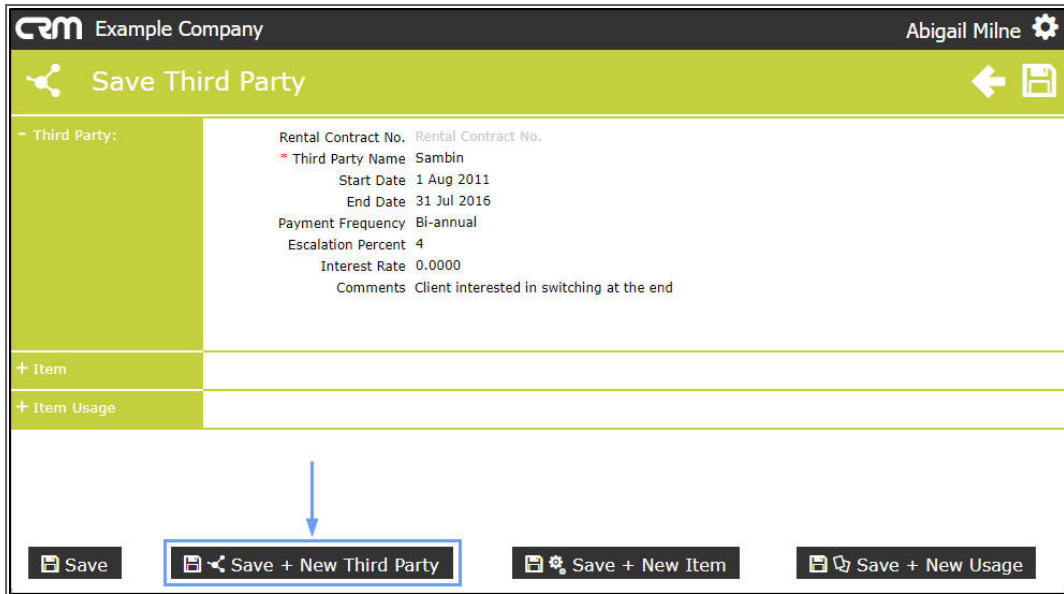 CRM Example Company Abigail Milne
Save Third Party
- Third Party:
Rental Contract No. Rental Contract No.
* Third Party Name Sambin
Start Date 1 Aug 2011
End Date 31 Jul 2016
Payment Frequency Bi-annual
Escalation Percent 4
Interest Rate 0.0000
Comments Client interested in switching at the end
+ Item
+ Item Usage
Save Save + New Third Party Save + New Item Save + New Usage